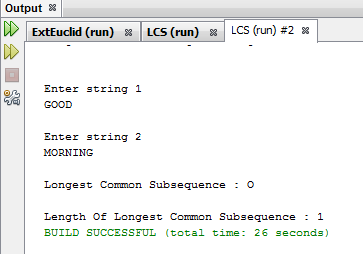 Output
ExtEuclid (run)
LCS (run)
LCS (run) #2
Enter string 1
GOOD
Enter string 2
MORNING
Longest Common Subsequence : O
Length Of Longest Common Subsequence : 1
BUILD SUCCESSFUL (total time: 26 seconds)